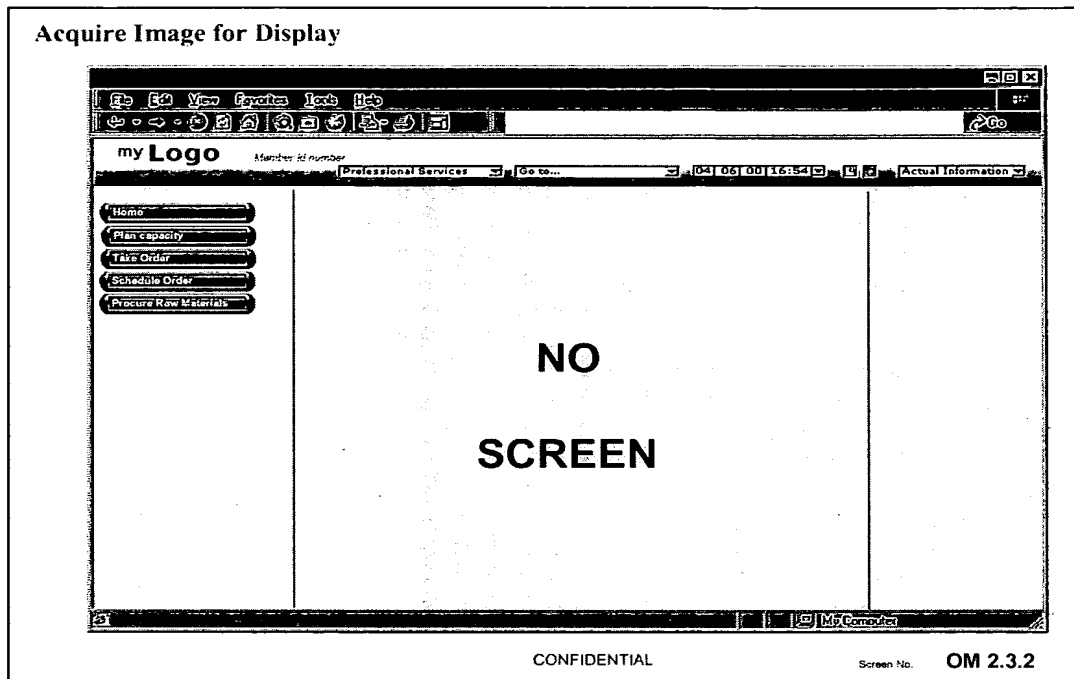 Acquire Image for Display
File Edit View Favorites Tools Help
Go
my Logo Member id number
Professional Services Go to... 04 06 00 16:54 Actual Information
Home
Plan capacity
Take Order
Schedule Order
Procure Raw Materials
NO
SCREEN
My Computer
CONFIDENTIAL Screen No. OM 2.3.2